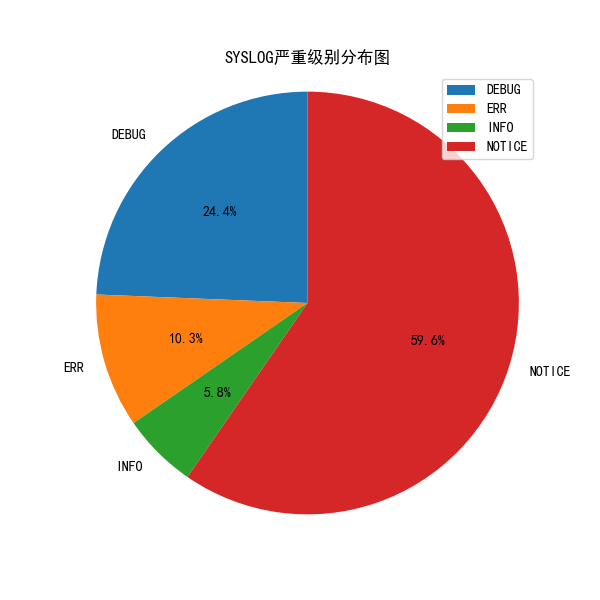 SYSLOG严重级别分布图
DEBUG
ERR
INFO
NOTICE
DEBUG
24.4%
ERR
10.3%
INFO
5.8%
NOTICE
59.6%